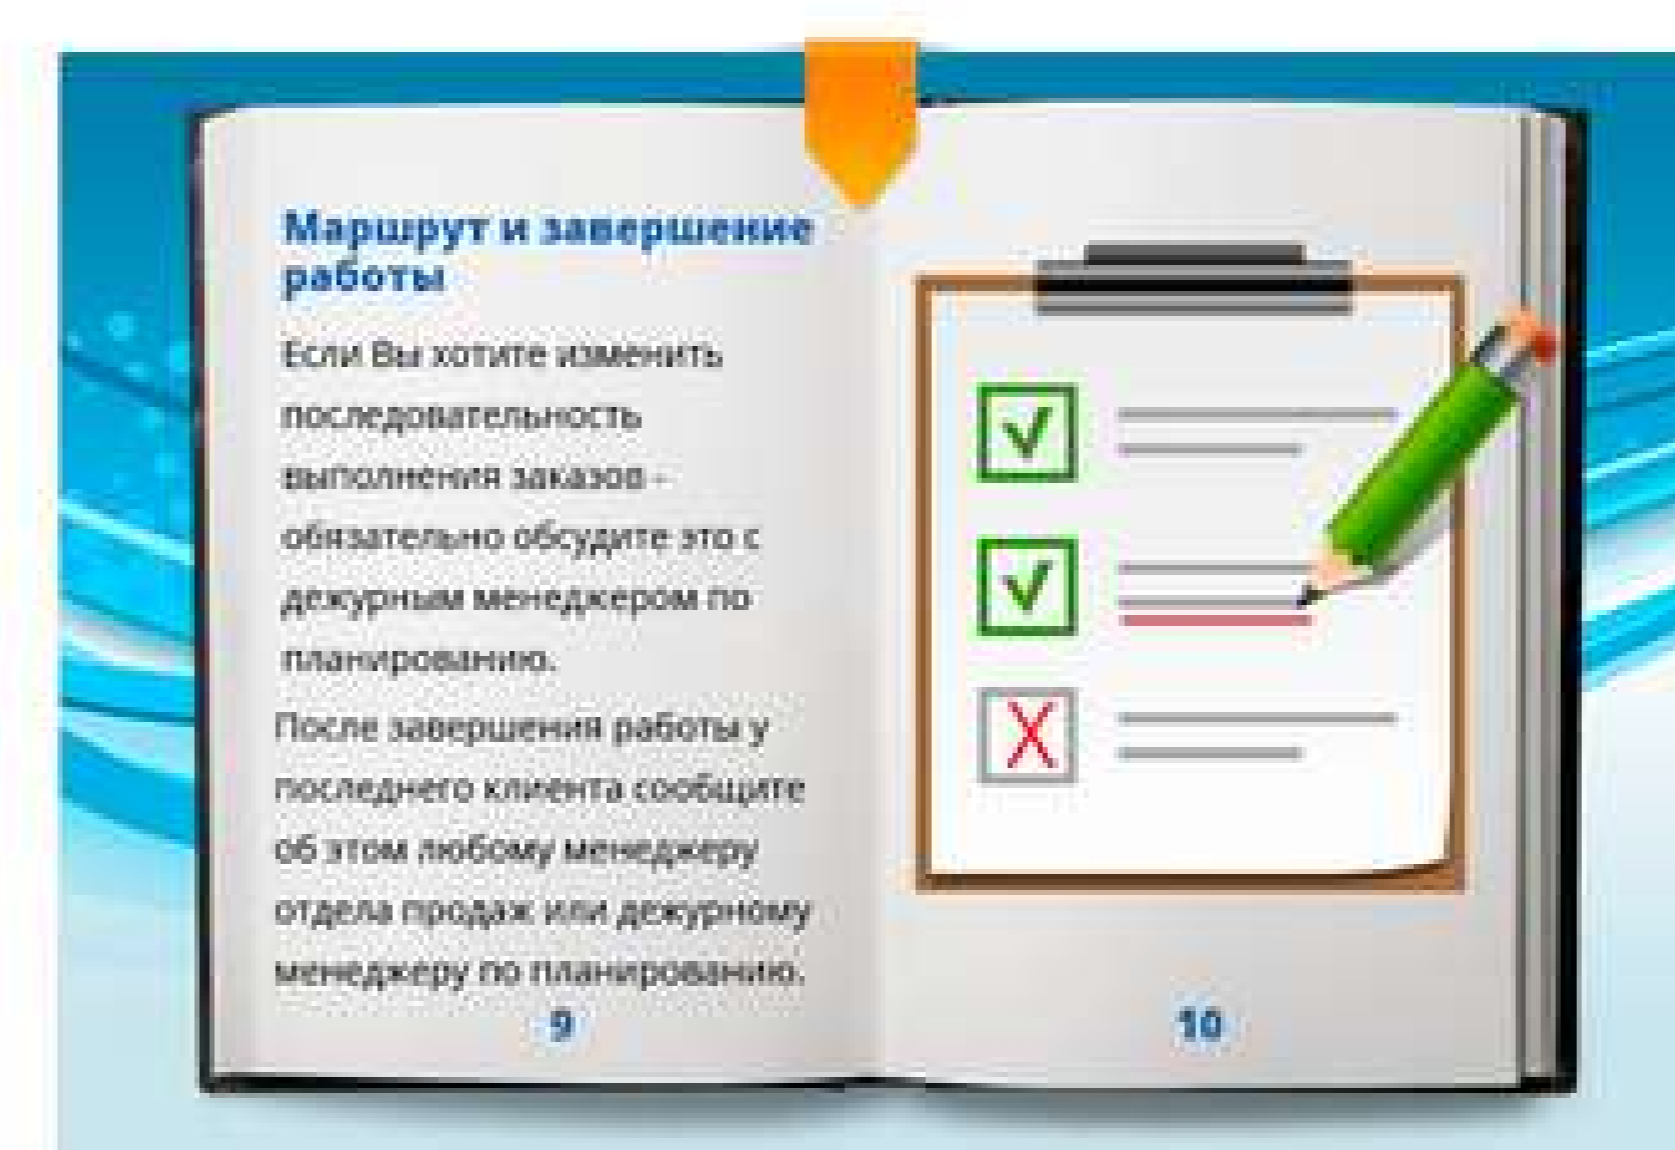 Маршрут и завершение
работы
Если Вы хотите изменить
последовательность
выполнения заказов -
обязательно обсудите это с
дежурным менеджером по
планированию.
После завершения работы у
последнего клиента сообщите
об этом любому менеджеру
отдела продаж или дежурному
менеджеру по планированию.
9
10